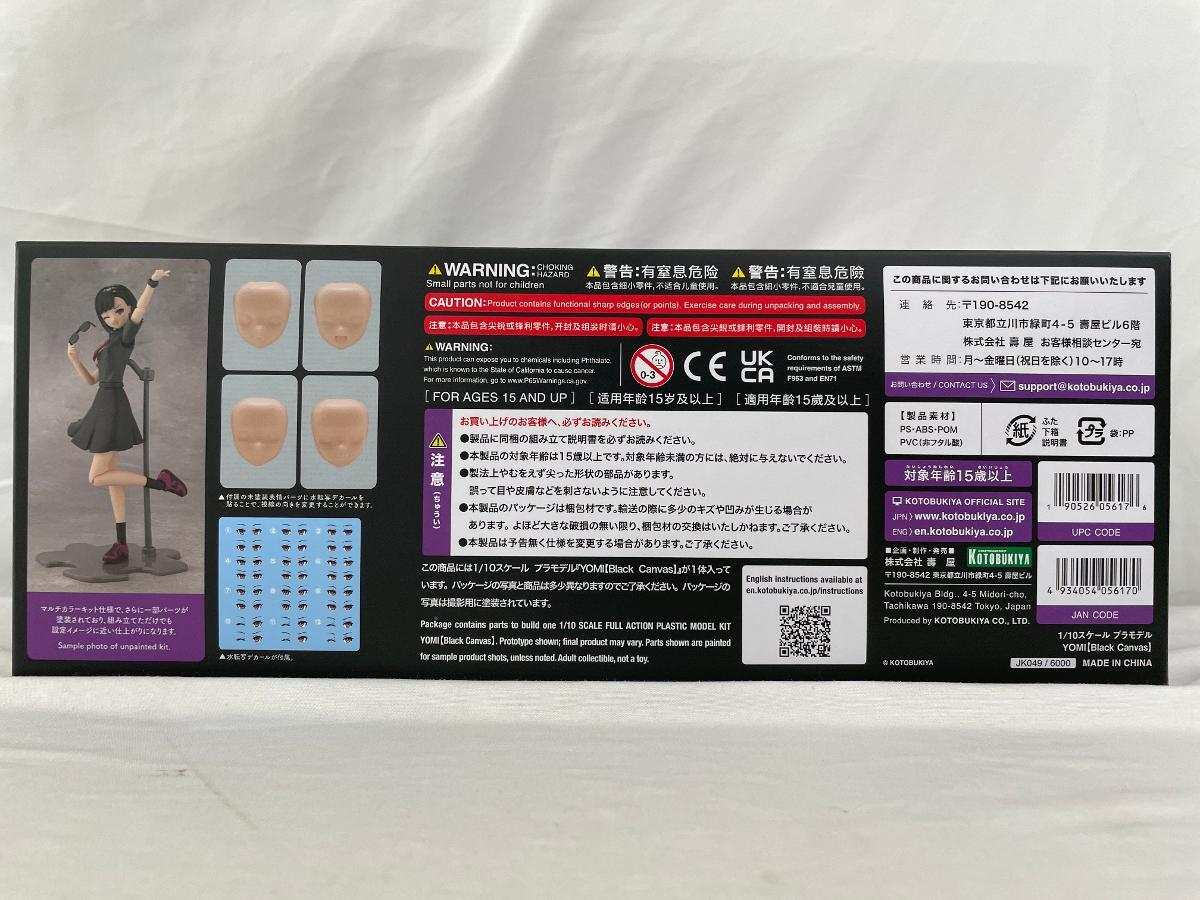 マルチカラーキット仕様で、さらに一部パーツが
塗装されており、組み立てただけでも
設定イメージに近い仕上がりになります。
Sample photo of unpainted kit.
▲付属の未塗装表情パーツに水転写デカールを
貼ることで、視線の向きを変更することができます。
▲水転写デカールが付属。
WARNING: CHOKING HAZARD
Small parts not for children
警告:有窒息危险
本品包含细小零件,不适合儿童使用。
警告:有窒息危險
本品包含細小零件,不適合兒童使用。
CAUTION: Product contains functional sharp edges(or points). Exercise care during unpacking and assembly.
注意:本品包含尖锐或锋利零件,开封及组装时请小心。
注意:本品包含尖銳或鋒利零件,開封及組裝時請小心。
WARNING:
This product can expose you to chemicals including Phthalate,
which is known to the State of California to cause cancer.
For more information, go to www.P65Warnings.ca.gov.
0-3
CE
UK
CA
Conforms to the safety
requirements of ASTM
F963 and EN71
[ FOR AGES 15 AND UP ] [ 适用年龄15岁及以上 ] [ 適用年齡15歲及以上 ]
注意(ちゅうい)
お買い上げのお客様へ、必ずお読みください。
●製品に同梱の組み立て説明書を必ずお読みください。
●本製品の対象年齢は15歳以上です。対象年齢未満の方には、絶対に与えないでください。
●製法上やむをえず尖った形状の部品があります。
誤って目や皮膚などを刺さないように注意してください。
●本製品のパッケージは梱包材です。輸送の際に多少のキズや凹みが生じる場合が
あります。よほど大きな破損の無い限り、梱包材の交換はいたしかねます。ご了承ください。
●本製品は予告無く仕様を変更する場合があります。ご了承ください。
この商品には1/10スケール プラモデル『YOMI【Black Canvas】』が1体入って
います。パッケージの写真と商品は多少異なりますのでご了承ください。パッケージの
写真は撮影用に塗装されています。
Package contains parts to build one 1/10 SCALE FULL ACTION PLASTIC MODEL KIT
YOMI【Black Canvas】. Prototype shown; final product may vary. Parts shown are painted
for sample product shots, unless noted. Adult collectible, not a toy.
English instructions available at
en.kotobukiya.co.jp/instructions
この商品に関するお問い合わせは下記にお願いいたします
連絡先:〒190-8542
東京都立川市緑町4-5 壽屋ビル6階
株式会社 壽 屋 お客様相談センター宛
営業時間:月〜金曜日(祝日を除く)10〜17時
お問い合わせ / CONTACT US 〉 support@kotobukiya.co.jp
【製品素材】
PS・ABS・POM
PVC(非フタル酸)
紙
ふた
下箱
説明書
プラ
袋:PP
たいしょうねんれい いじょう
対象年齢15歳以上
KOTOBUKIYA OFFICIAL SITE
JPN 〉www.kotobukiya.co.jp
ENG 〉en.kotobukiya.co.jp
■企画・制作・発売■
株式会社 壽 屋
KOTOBUKIYA
〒190-8542 東京都立川市緑町4-5 壽屋ビル
Kotobukiya Bldg., 4-5 Midori-cho,
Tachikawa 190-8542 Tokyo, Japan
Produced by KOTOBUKIYA CO., LTD.
© KOTOBUKIYA
1 90526 05617 6
UPC CODE
4 934054 056170
JAN CODE
1/10スケール プラモデル
YOMI【Black Canvas】
JK049 / 6000
MADE IN CHINA